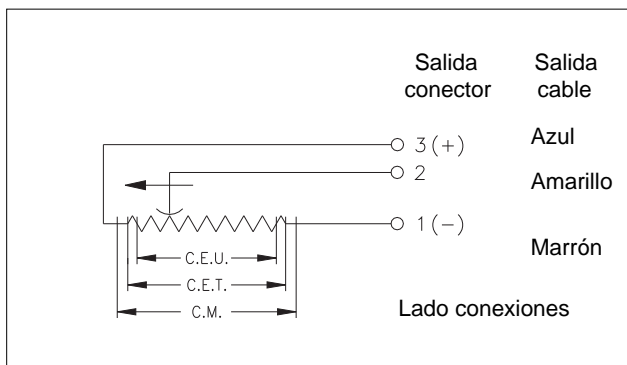 Salida conector
Salida cable
3 (+)
Azul
2
Amarillo
1 (−)
Marrón
C.E.U.
C.E.T.
C.M.
Lado conexiones